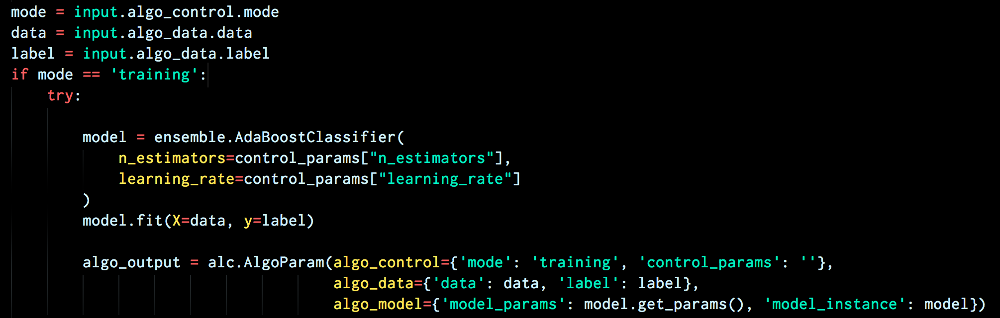 mode = input.algo_control.mode
data = input.algo_data.data
label = input.algo_data.label
if mode == 'training':
    try:

        model = ensemble.AdaBoostClassifier(
            n_estimators=control_params["n_estimators"],
            learning_rate=control_params["learning_rate"]
        )
        model.fit(X=data, y=label)

        algo_output = alc.AlgoParam(algo_control={'mode': 'training', 'control_params': ''},
                                    algo_data={'data': data, 'label': label},
                                    algo_model={'model_params': model.get_params(), 'model_instance': model})